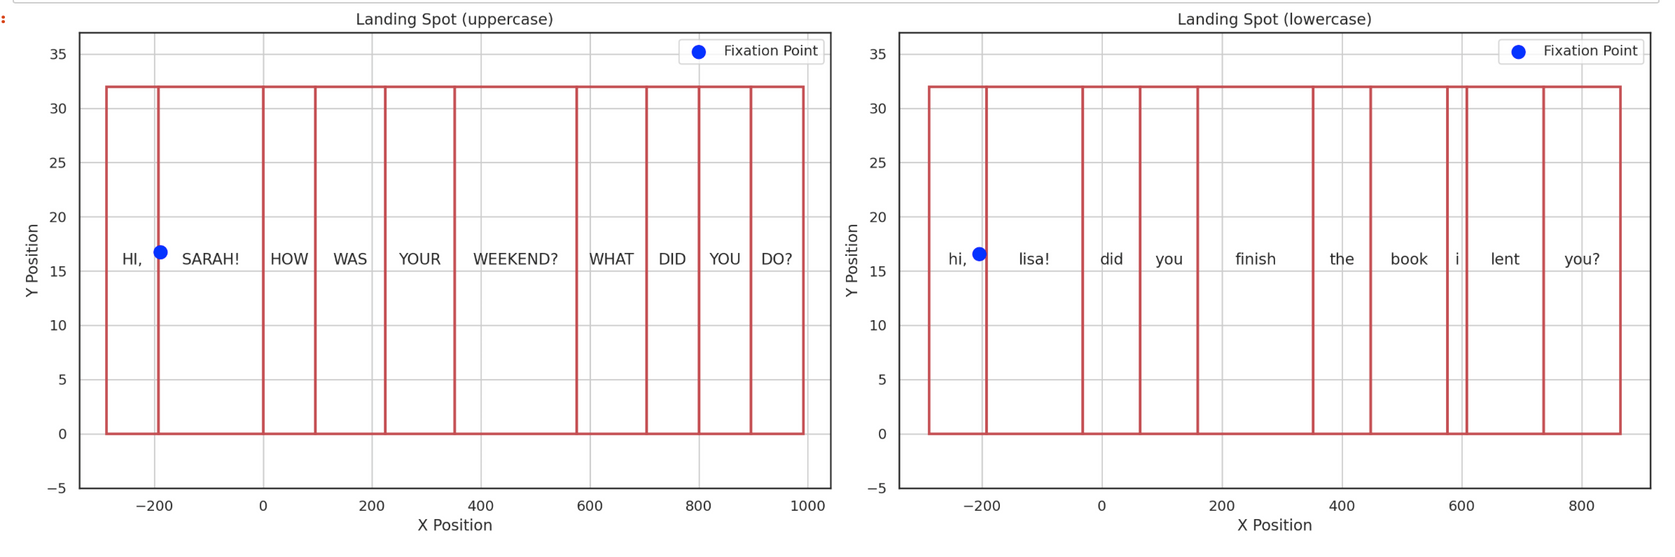 Landing Spot (uppercase)
Fixation Point
35
30
25
20
15
10
5
0
−5
Y Position
HI, SARAH! HOW WAS YOUR WEEKEND? WHAT DID YOU DO?
−200 0 200 400 600 800 1000
X Position
Landing Spot (lowercase)
Fixation Point
35
30
25
20
15
10
5
0
−5
Y Position
hi, lisa! did you finish the book i lent you?
−200 0 200 400 600 800
X Position